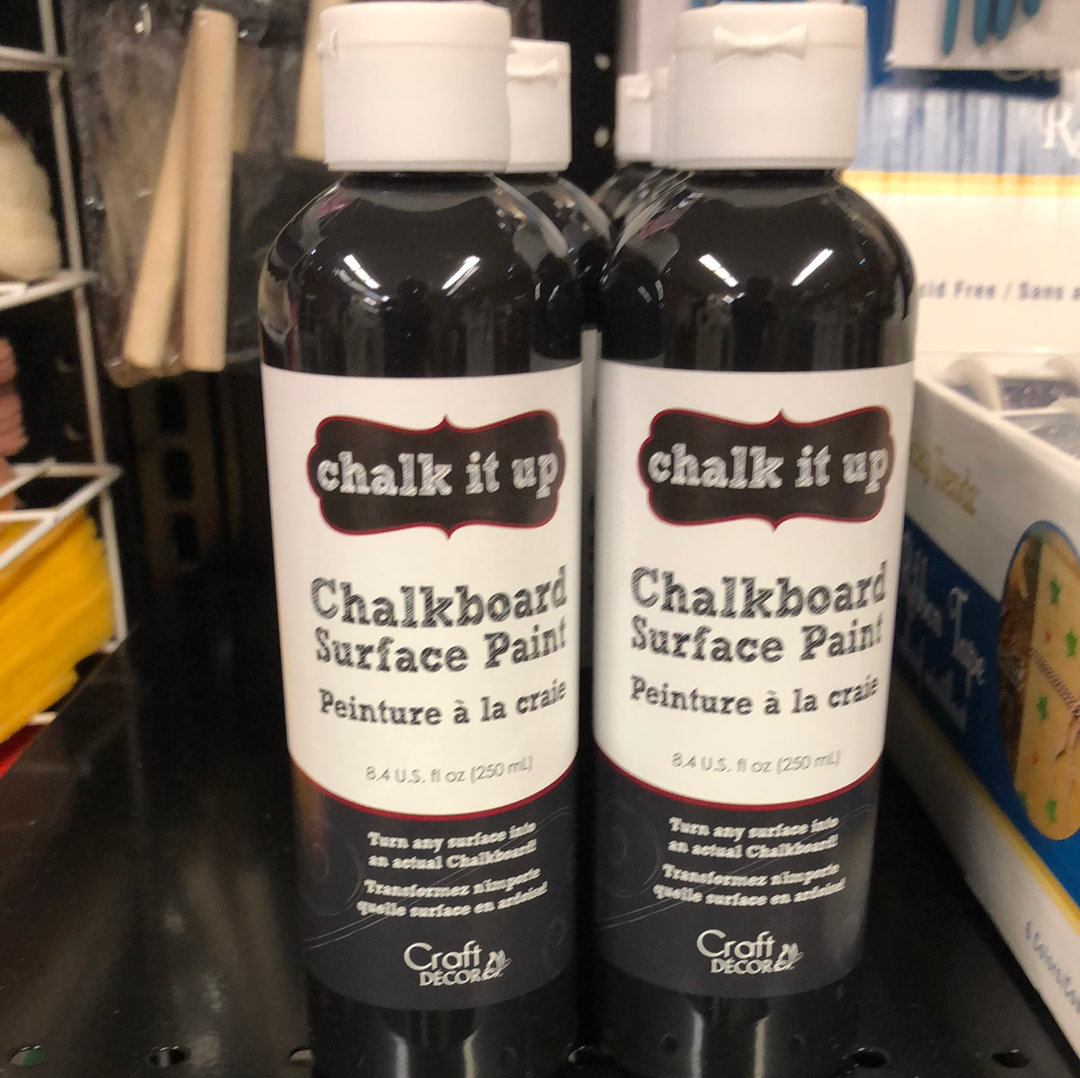 chalk it up
Chalkboard
Surface Paint
Peinture à la craie
8.4 U.S. fl oz (250 mL)
Turn any surface into
an actual Chalkboard!
Transformez n'importe
quelle surface en ardoise!
Craft
DÉCOR
chalk it up
Chalkboard
Surface Paint
Peinture à la craie
8.4 U.S. fl oz (250 mL)
Turn any surface into
an actual Chalkboard!
Transformez n'importe
quelle surface en ardoise!
Craft
DÉCOR
Free / Sans